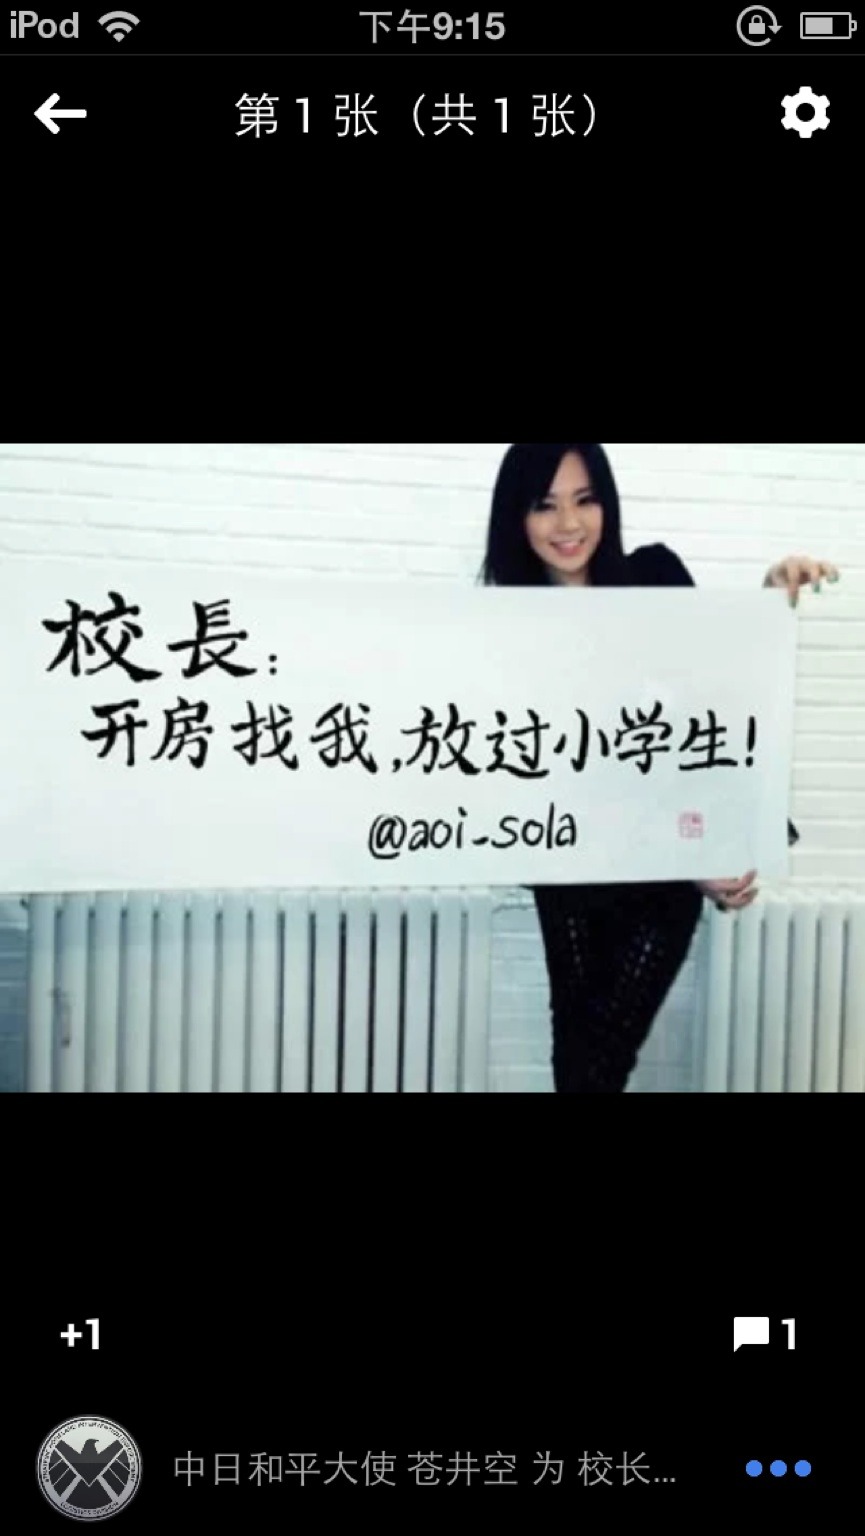 iPod 下午9:15
第 1 张（共 1 张）
校長：
开房找我,放过小学生!
@aoi_sola
+1
1
中日和平大使 苍井空 为 校长...